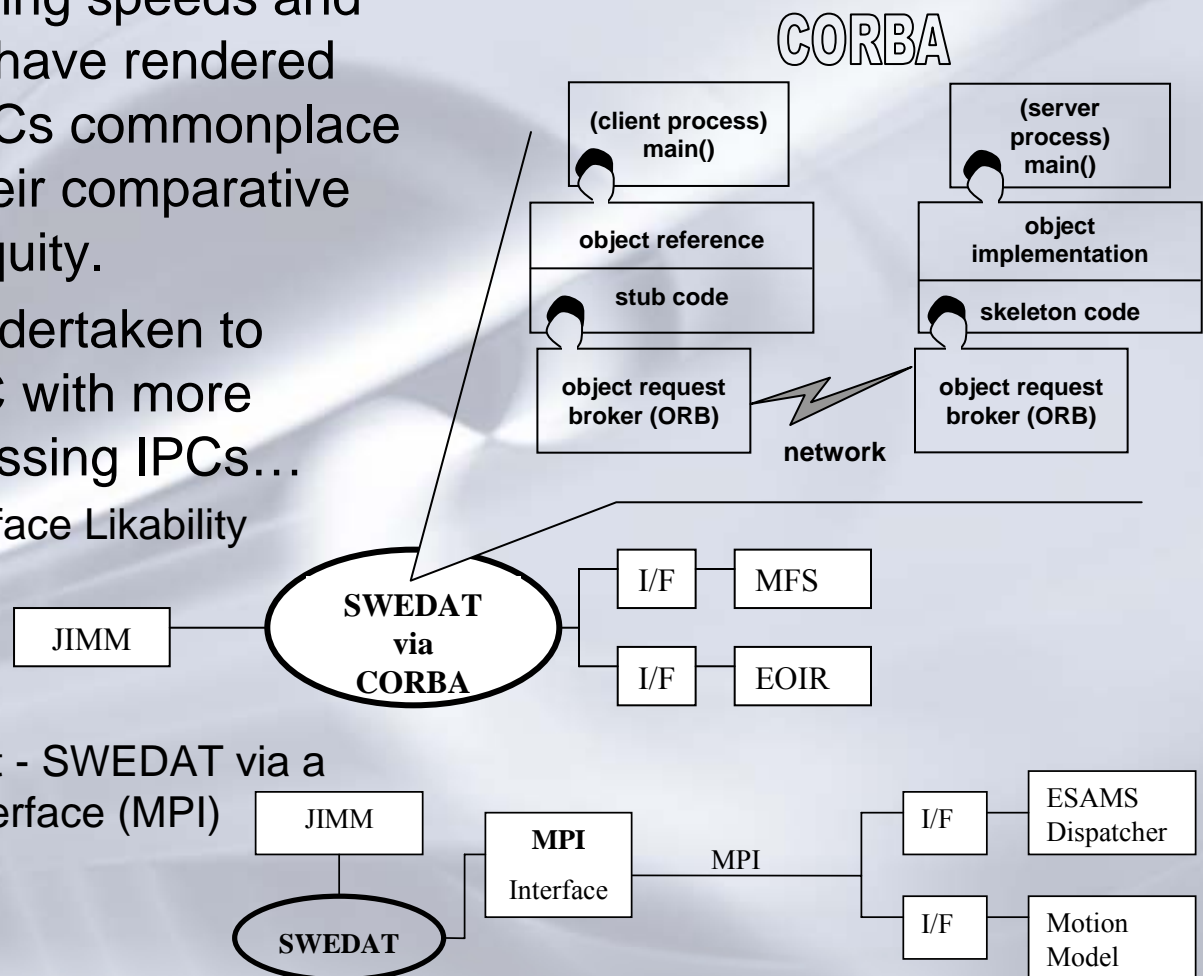 ing speeds and
have rendered
Cs commonplace
eir comparative
quity.
dertaken to
C with more
ssing IPCs…
face Likability
CORBA
(client process)
main()
object reference
stub code
object request
broker (ORB)
network
(server
process)
main()
object
implementation
skeleton code
object request
broker (ORB)
JIMM
SWEDAT
via
CORBA
I/F
MFS
I/F
EOIR
t - SWEDAT via a
erface (MPI)
JIMM
SWEDAT
MPI
Interface
MPI
I/F
ESAMS
Dispatcher
I/F
Motion
Model